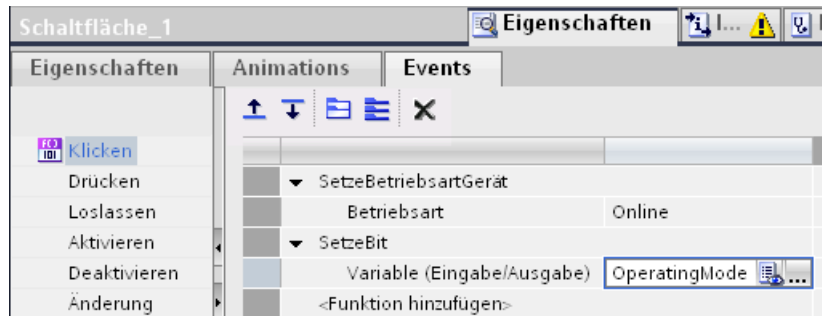 Schaltfläche_1
Eigenschaften
I...
Eigenschaften
Animations
Events
Klicken
Drücken
Loslassen
Aktivieren
Deaktivieren
Änderung
SetzeBetriebsartGerät
Betriebsart
Online
SetzeBit
Variable (Eingabe/Ausgabe)
OperatingMode
...
<Funktion hinzufügen>